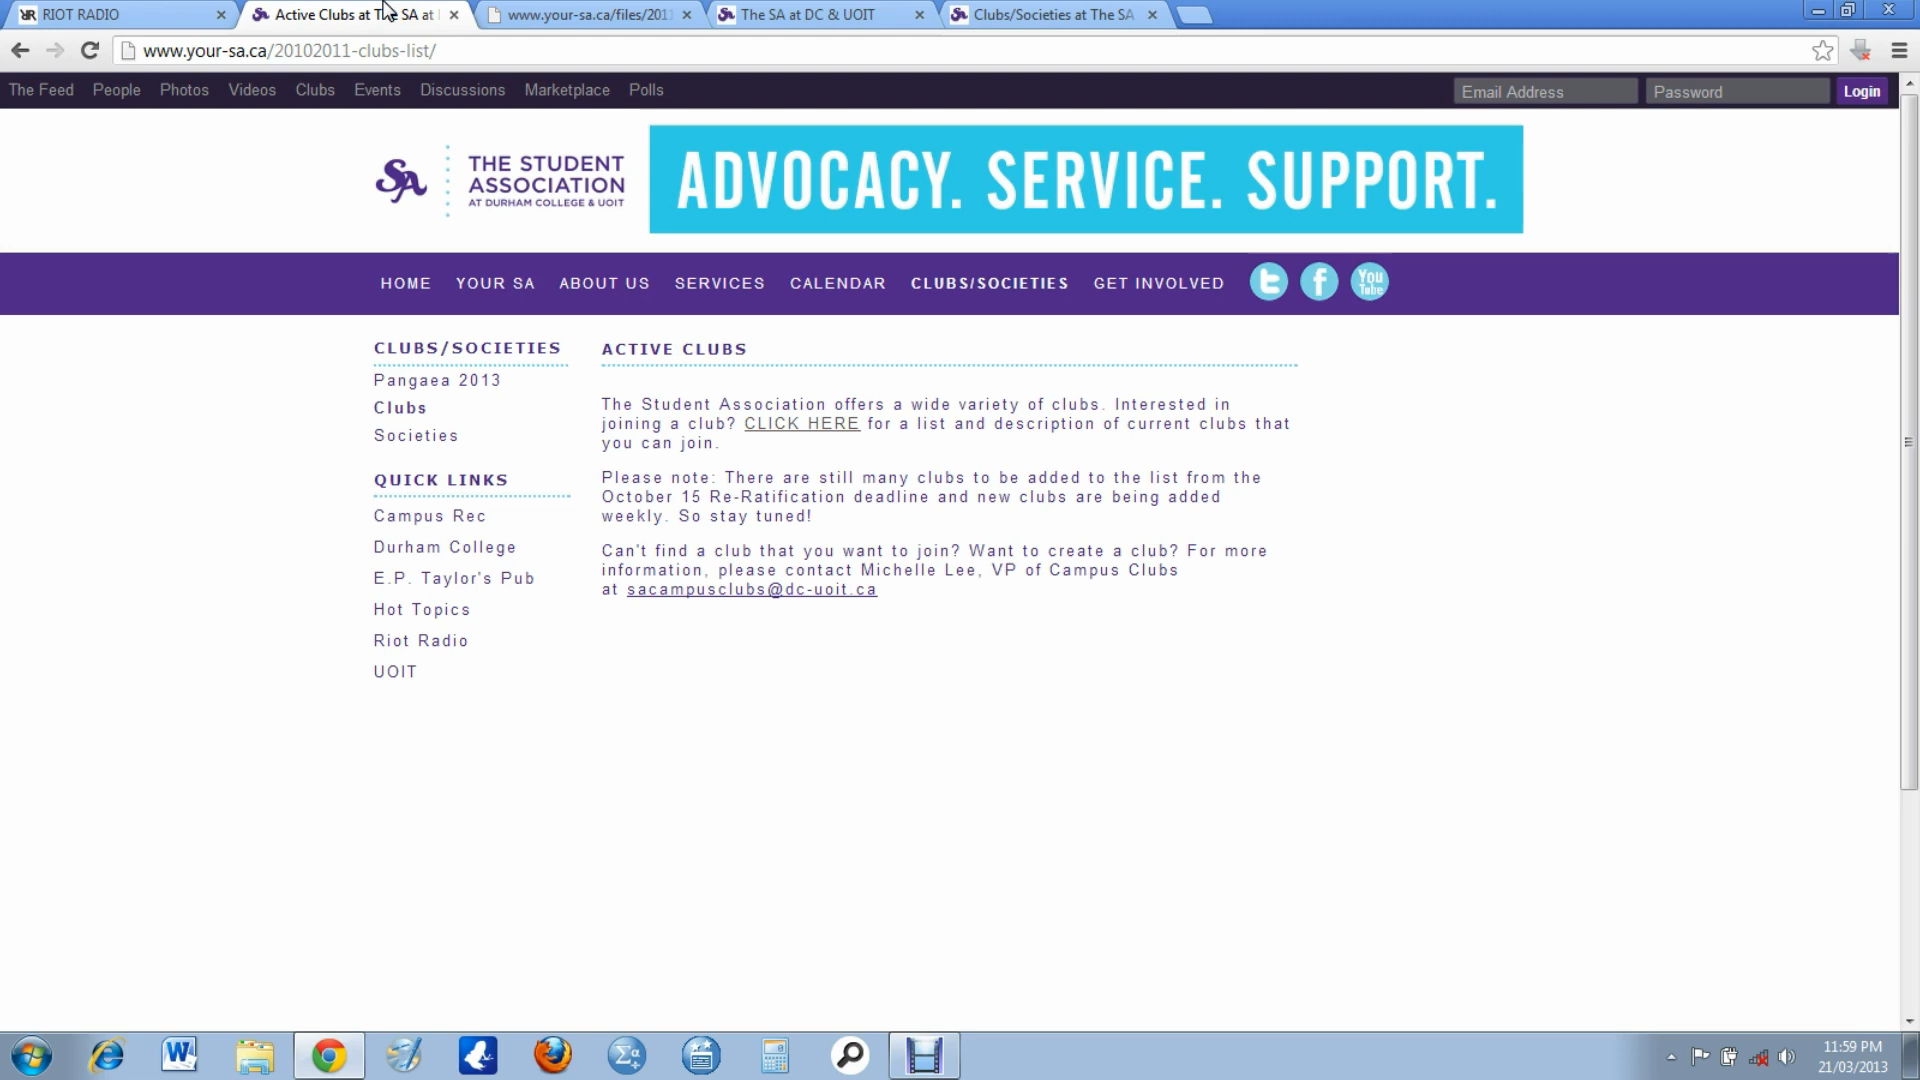 RIOT RADIO
Active Clubs at The SA at
www.your-sa.ca/files/201
The SA at DC & UOIT
Clubs/Societies at The SA
www.your-sa.ca/20102011-clubs-list/
The Feed People Photos Videos Clubs Events Discussions Marketplace Polls Email Address Password Login
SA THE STUDENT
ASSOCIATION
AT DURHAM COLLEGE & UOIT
ADVOCACY. SERVICE. SUPPORT.
HOME YOUR SA ABOUT US SERVICES CALENDAR CLUBS/SOCIETIES GET INVOLVED You Tube
CLUBS/SOCIETIES
Pangaea 2013
Clubs
Societies
QUICK LINKS
Campus Rec
Durham College
E.P. Taylor's Pub
Hot Topics
Riot Radio
UOIT
ACTIVE CLUBS
The Student Association offers a wide variety of clubs. Interested in
joining a club? CLICK HERE for a list and description of current clubs that
you can join.
Please note: There are still many clubs to be added to the list from the
October 15 Re-Ratification deadline and new clubs are being added
weekly. So stay tuned!
Can't find a club that you want to join? Want to create a club? For more
information, please contact Michelle Lee, VP of Campus Clubs
at sacampusclubs@dc-uoit.ca
11:59 PM
21/03/2013